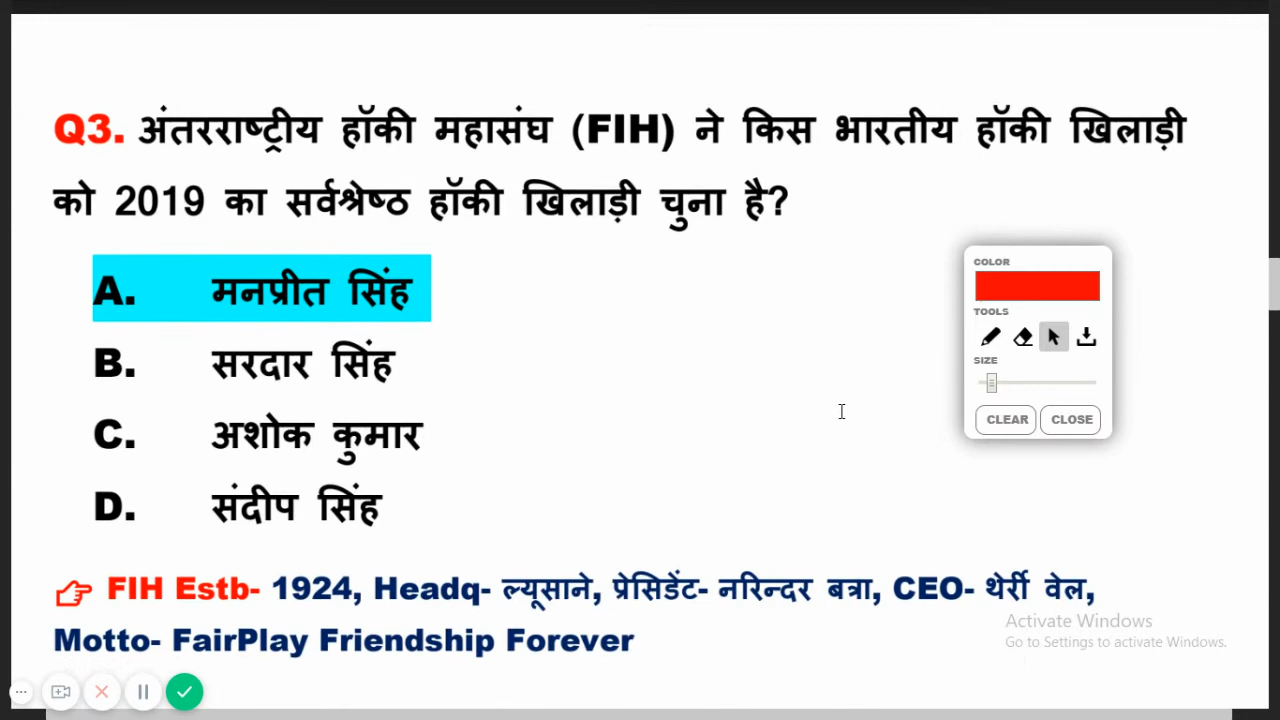 Q3. अंतरराष्ट्रीय हॉकी महासंघ (FIH) ने किस भारतीय हॉकी खिलाड़ी
को 2019 का सर्वश्रेष्ठ हॉकी खिलाड़ी चुना है?
A. मनप्रीत सिंह
B. सरदार सिंह
C. अशोक कुमार
D. संदीप सिंह
FIH Estb- 1924, Headq- ल्यूसाने, प्रेसिडेंट- नरिन्दर बत्रा, CEO- थेर्री वेल,
Motto- FairPlay Friendship Forever
COLOR
TOOLS
SIZE
CLEAR CLOSE
Activate Windows
Go to Settings to activate Windows.